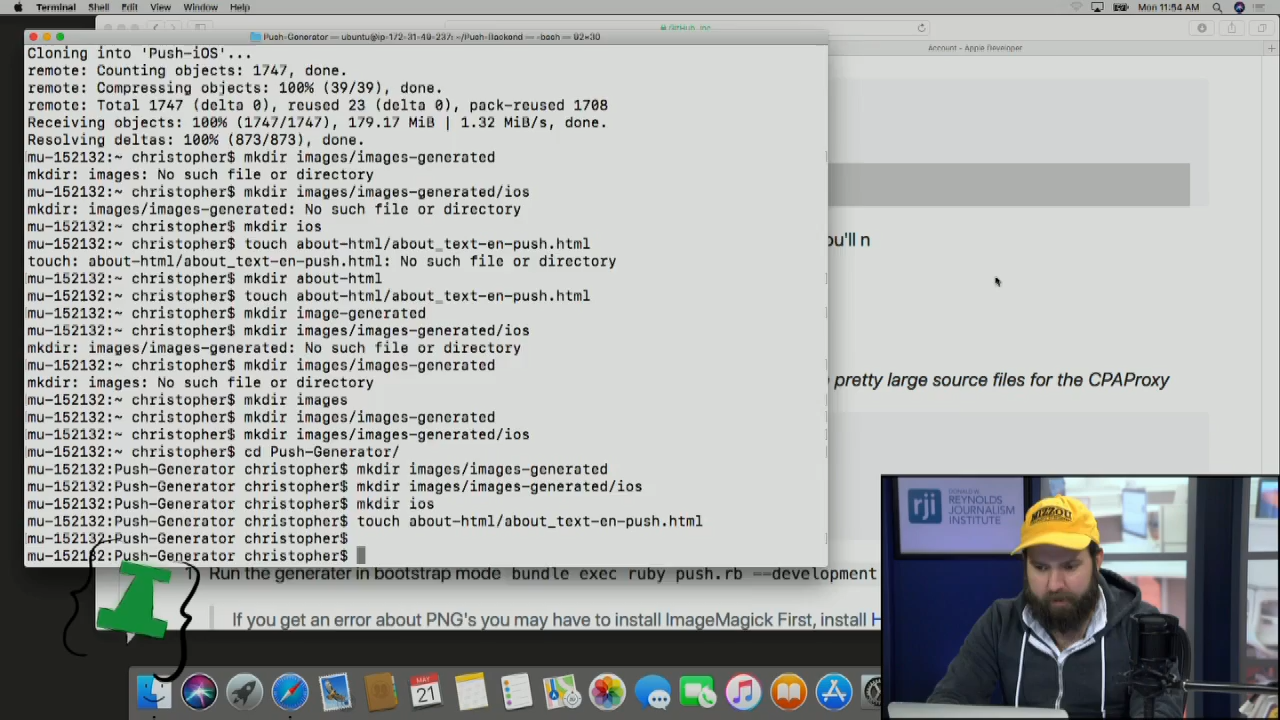 Terminal Shell Edit View Window Help
Mon 11:54 AM
GitHub, Inc.
Push-Generator — ubuntu@ip-172-31-49-237: ~/Push-Backend — -bash — 92×30
Account - Apple Developer
Cloning into 'Push-iOS'...
remote: Counting objects: 1747, done.
remote: Compressing objects: 100% (39/39), done.
remote: Total 1747 (delta 0), reused 23 (delta 0), pack-reused 1708
Receiving objects: 100% (1747/1747), 179.17 MiB | 1.32 MiB/s, done.
Resolving deltas: 100% (873/873), done.
mu-152132:~ christopher$ mkdir images/images-generated
mkdir: images: No such file or directory
mu-152132:~ christopher$ mkdir images/images-generated/ios
mkdir: images/images-generated: No such file or directory
mu-152132:~ christopher$ mkdir ios
mu-152132:~ christopher$ touch about-html/about_text-en-push.html
touch: about-html/about_text-en-push.html: No such file or directory
mu-152132:~ christopher$ mkdir about-html
mu-152132:~ christopher$ touch about-html/about_text-en-push.html
mu-152132:~ christopher$ mkdir image-generated
mu-152132:~ christopher$ mkdir images/images-generated/ios
mkdir: images/images-generated: No such file or directory
mu-152132:~ christopher$ mkdir images/images-generated
mkdir: images: No such file or directory
mu-152132:~ christopher$ mkdir images
mu-152132:~ christopher$ mkdir images/images-generated
mu-152132:~ christopher$ mkdir images/images-generated/ios
mu-152132:~ christopher$ cd Push-Generator/
mu-152132:Push-Generator christopher$ mkdir images/images-generated
mu-152132:Push-Generator christopher$ mkdir images/images-generated/ios
mu-152132:Push-Generator christopher$ mkdir ios
mu-152132:Push-Generator christopher$ touch about-html/about_text-en-push.html
mu-152132:Push-Generator christopher$
mu-152132:Push-Generator christopher$
you'll n
pretty large source files for the CPAProxy
Run the generater in bootstrap mode bundle exec ruby push.rb --development
If you get an error about PNG's you may have to install ImageMagick First, install H
MAY
21
rji
DONALD W.
REYNOLDS
JOURNALISM
INSTITUTE
MIZZOU